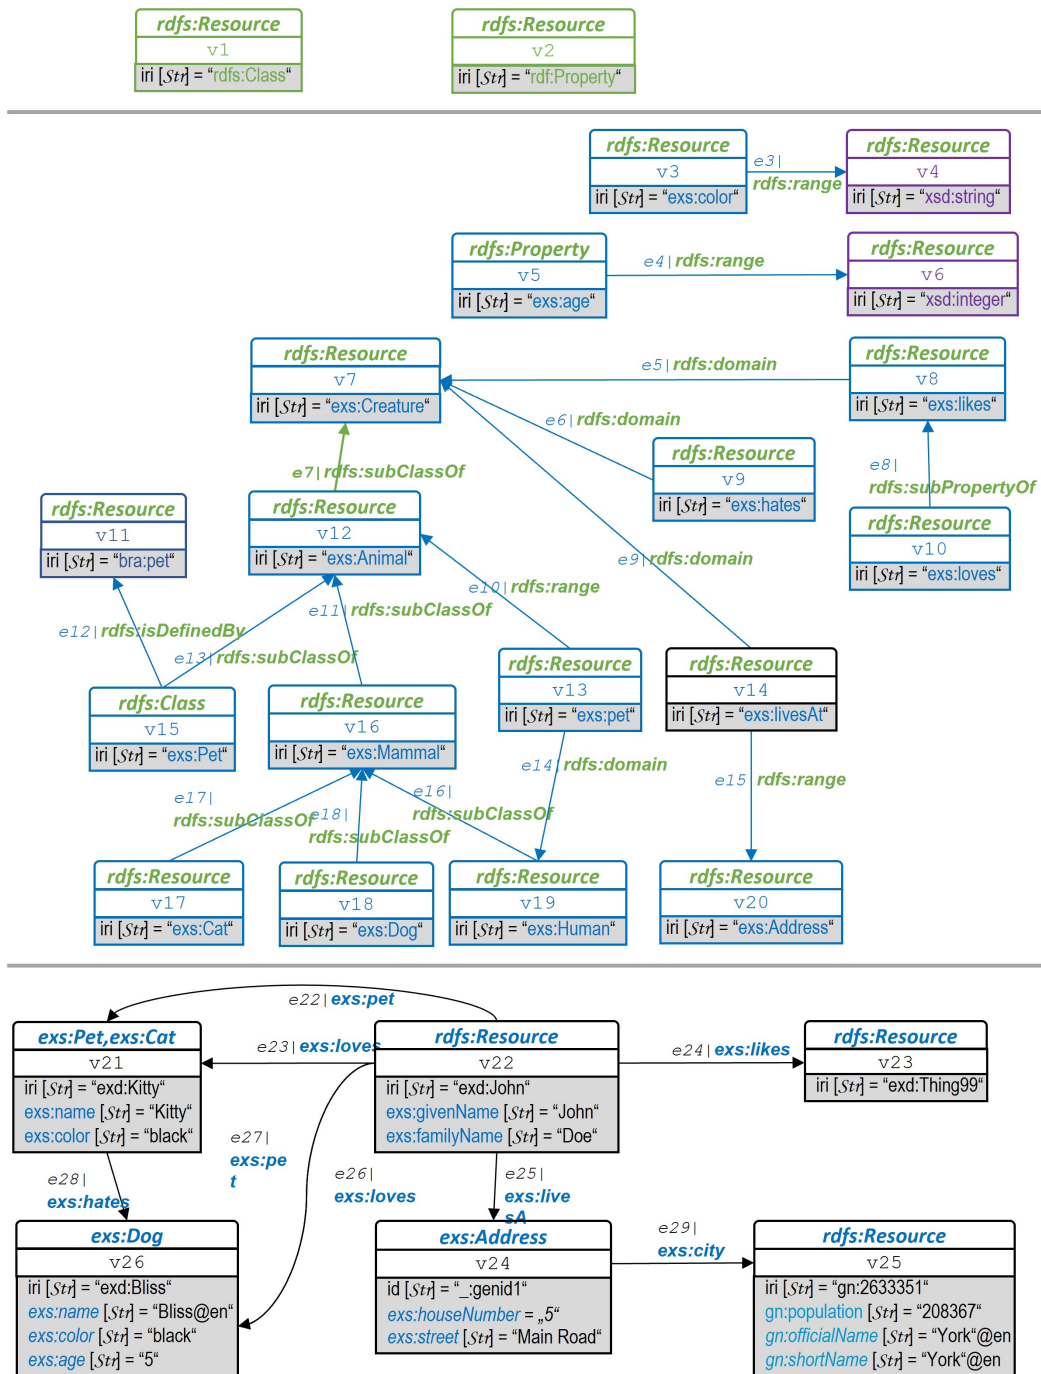 rdfs:Resource
v1
iri [Str] = "rdfs:Class"
rdfs:Resource
v2
iri [Str] = "rdf:Property"
rdfs:Resource
v3
iri [Str] = "exs:color"
e3|
rdfs:range
rdfs:Resource
v4
iri [Str] = "xsd:string"
rdfs:Property
v5
iri [Str] = "exs:age"
e4|rdfs:range
rdfs:Resource
v6
iri [Str] = "xsd:integer"
rdfs:Resource
v7
iri [Str] = "exs:Creature"
e5|rdfs:domain
rdfs:Resource
v8
iri [Str] = "exs:likes"
e6|rdfs:domain
rdfs:Resource
v9
iri [Str] = "exs:hates"
e7|rdfs:subClassOf
e8|
rdfs:subPropertyOf
rdfs:Resource
v10
iri [Str] = "exs:loves"
rdfs:Resource
v11
iri [Str] = "bra:pet"
rdfs:Resource
v12
iri [Str] = "exs:Animal"
e9|rdfs:domain
e10|rdfs:range
e11|rdfs:subClassOf
e12|rdfs:isDefinedBy
e13|rdfs:subClassOf
rdfs:Class
v15
iri [Str] = "exs:Pet"
rdfs:Resource
v16
iri [Str] = "exs:Mammal"
rdfs:Resource
v13
iri [Str] = "exs:pet"
rdfs:Resource
v14
iri [Str] = "exs:livesAt"
e14|rdfs:domain
e15 rdfs:range
e17|
rdfs:subClassOf
e18|
rdfs:subClassOf
e16|
rdfs:subClassOf
rdfs:Resource
v17
iri [Str] = "exs:Cat"
rdfs:Resource
v18
iri [Str] = "exs:Dog"
rdfs:Resource
v19
iri [Str] = "exs:Human"
rdfs:Resource
v20
iri [Str] = "exs:Address"
e22|exs:pet
exs:Pet,exs:Cat
v21
iri [Str] = "exd:Kitty"
exs:name [Str] = "Kitty"
exs:color [Str] = "black"
e23|exs:loves
rdfs:Resource
v22
iri [Str] = "exd:John"
exs:givenName [Str] = "John"
exs:familyName [Str] = "Doe"
e24|exs:likes
rdfs:Resource
v23
iri [Str] = "exd:Thing99"
e27|
exs:pe
t
e28|
exs:hates
e26|
exs:loves
e25|
exs:live
sA
exs:Dog
v26
iri [Str] = "exd:Bliss"
exs:name [Str] = "Bliss@en"
exs:color [Str] = "black"
exs:age [Str] = "5"
exs:Address
v24
id [Str] = "_:genid1"
exs:houseNumber = „5"
exs:street [Str] = "Main Road"
e29|
exs:city
rdfs:Resource
v25
iri [Str] = "gn:2633351"
gn:population [Str] = "208367"
gn:officialName [Str] = "York"@en
gn:shortName [Str] = "York"@en